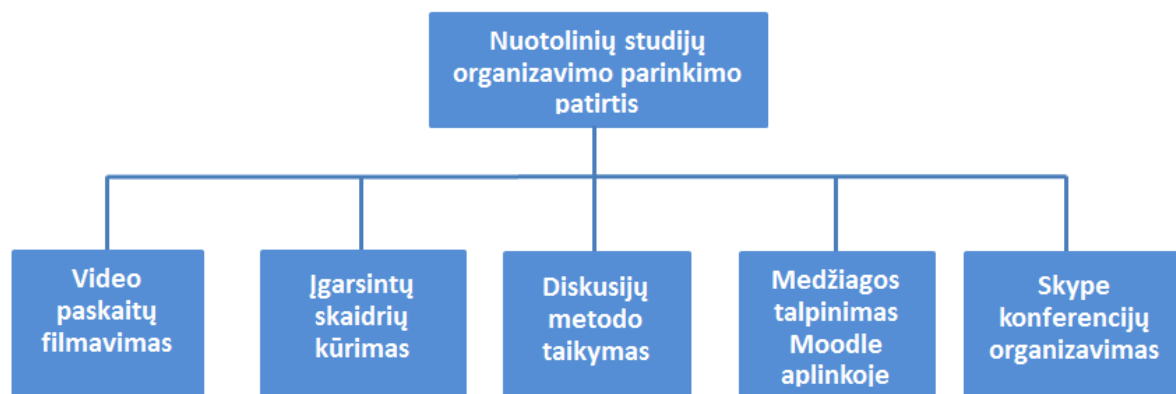 Nuotolinių studijų
organizavimo parinkimo
patirtis
Video
paskaitų
filmavimas
Įgarsintų
skaidrių
kūrimas
Diskusijų
metodo
taikymas
Medžiagos
talpinimas
Moodle
aplinkoje
Skype
konferencijų
organizavimas